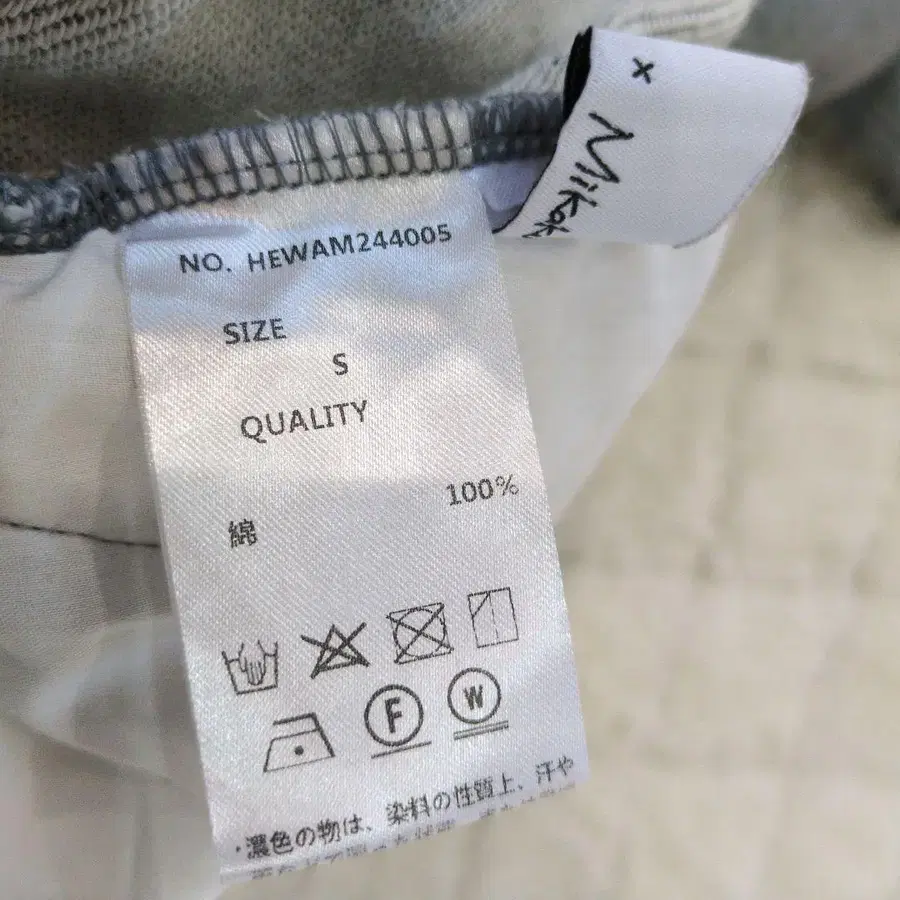 × Mika
NO. HEWAM244005
SIZE
S
QUALITY
綿 100%
F W
・濃色の物は、染料の性質上、汗や